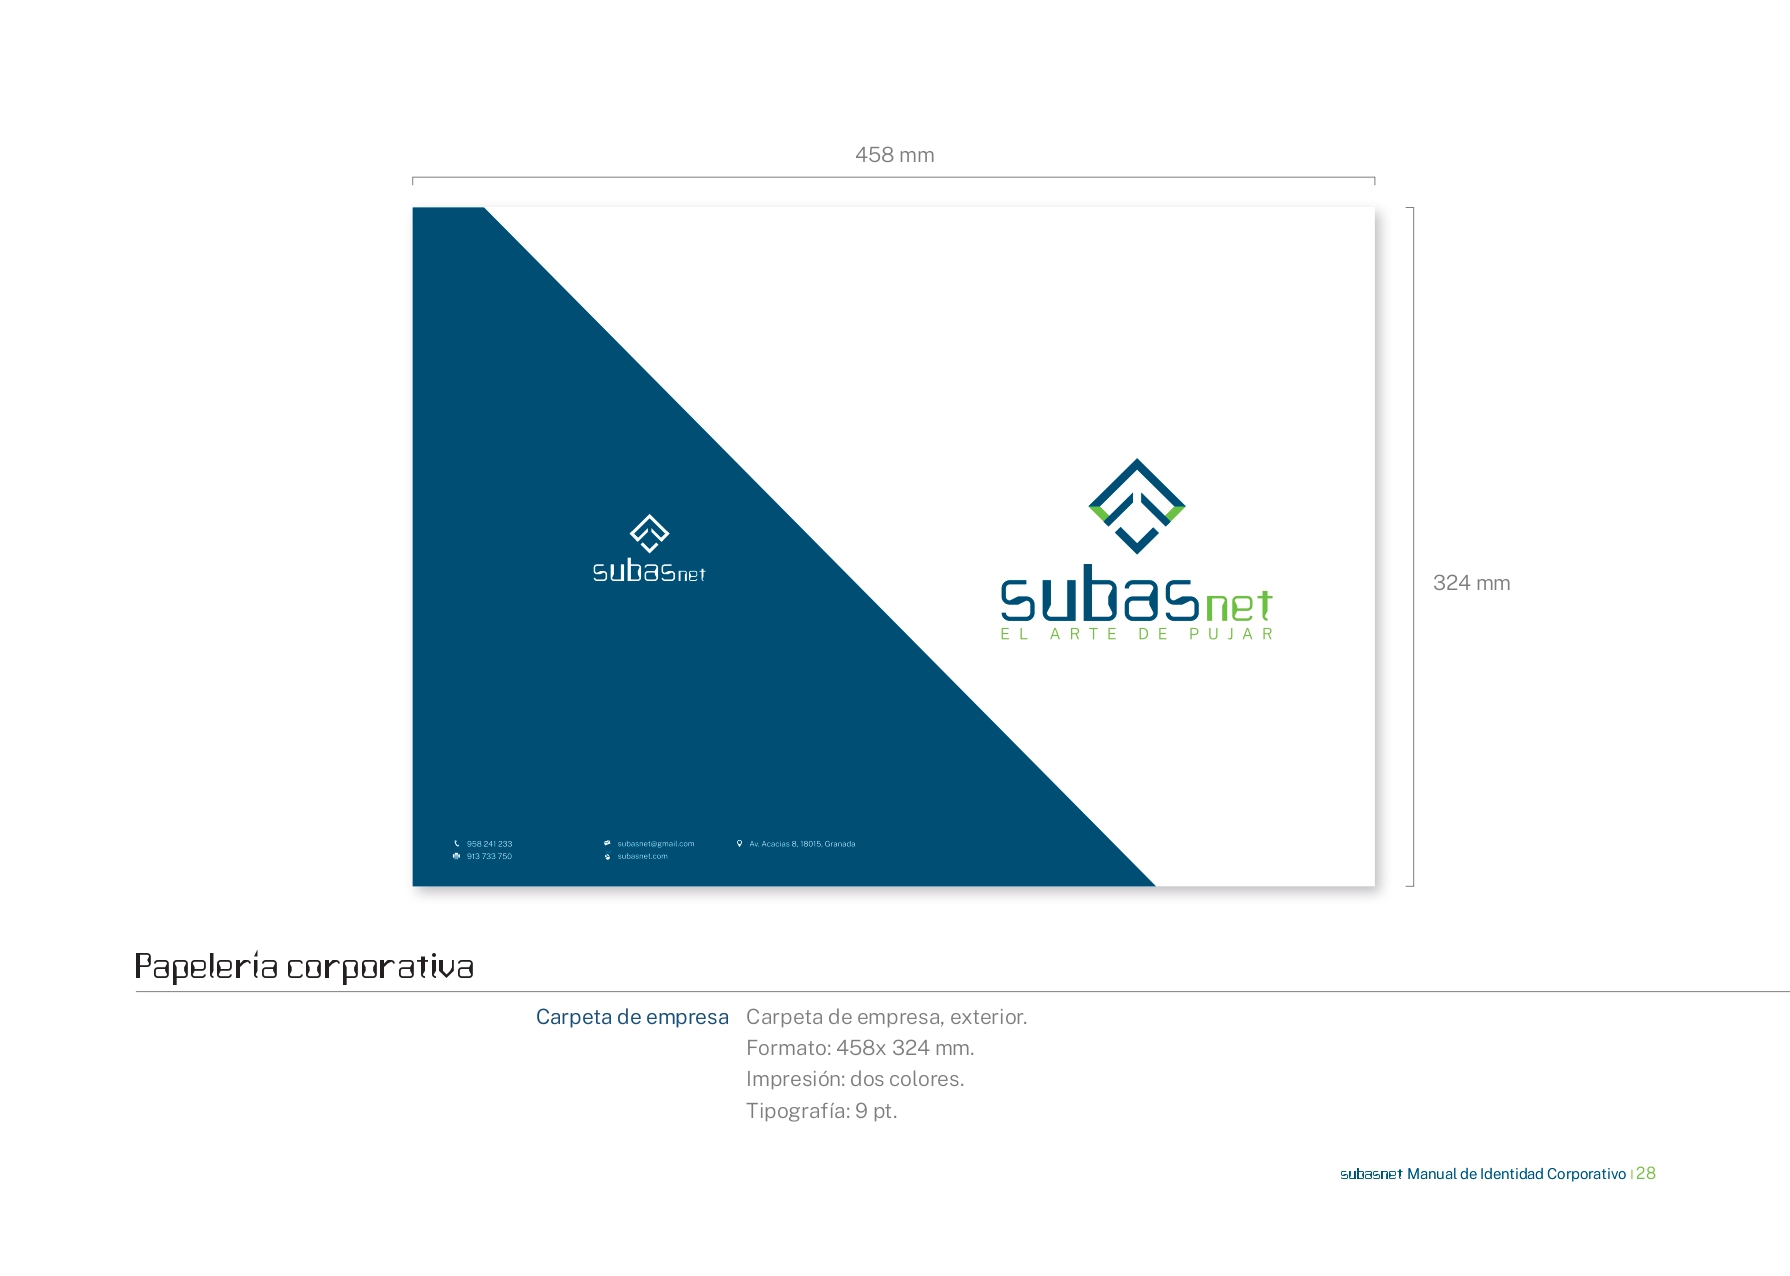 458 mm
324 mm
subasnet
subasnet
EL ARTE DE PUJAR
958 241 233
913 733 750
subasnet@gmail.com
subasnet.com
Av. Acacias 8, 18015, Granada
Papelería corporativa
Carpeta de empresa
Carpeta de empresa, exterior.
Formato: 458x 324 mm.
Impresión: dos colores.
Tipografía: 9 pt.
subasnet Manual de Identidad Corporativo | 28